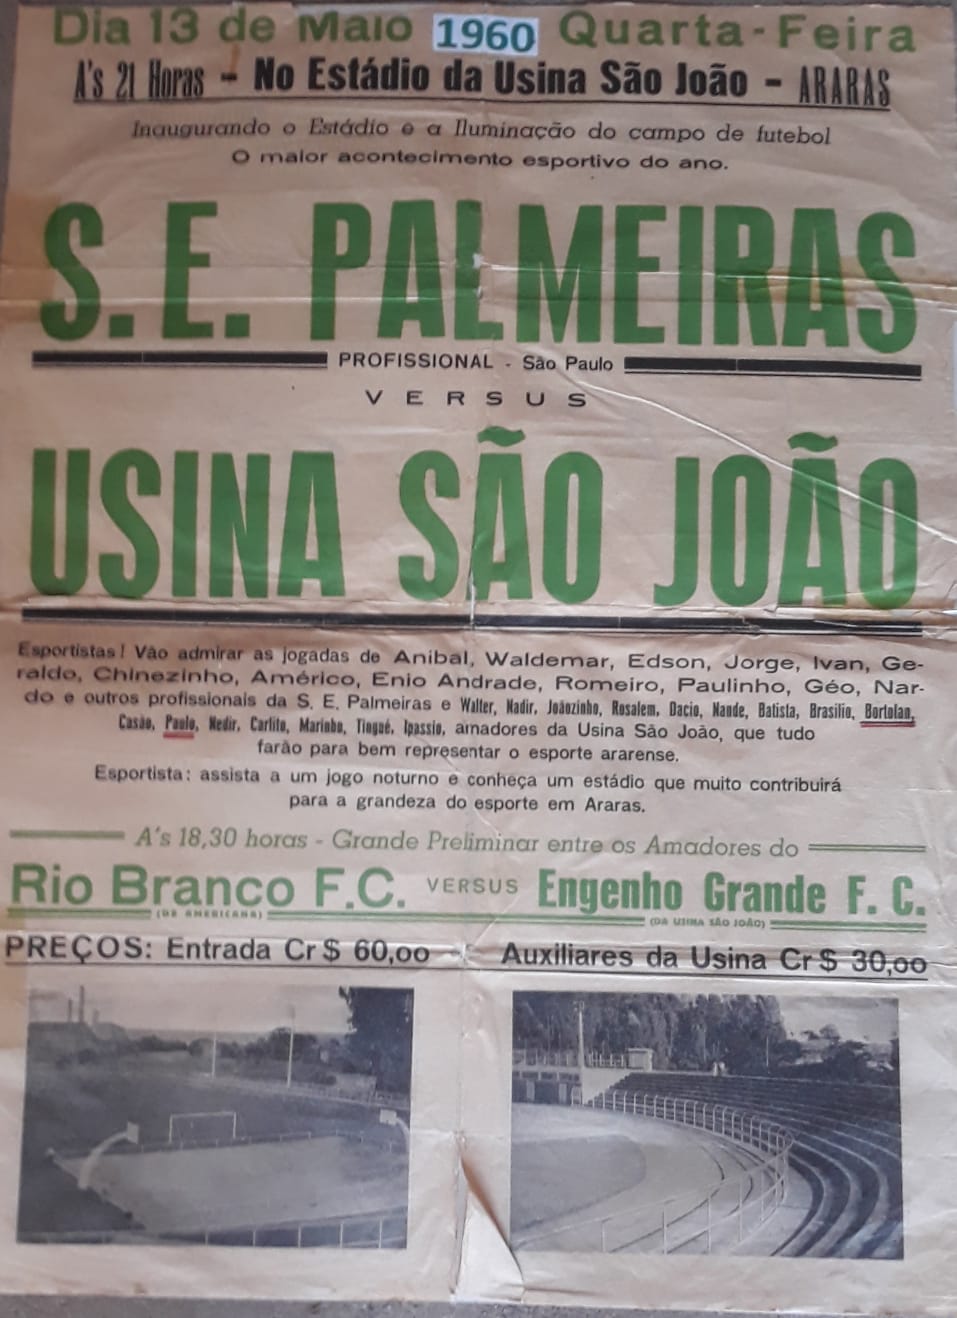 Dia 13 de Maio 1960 Quarta-Feira
A's 21 Horas - No Estádio da Usina São João - ARARAS
Inaugurando o Estádio e a Iluminação do campo de futebol
O maior acontecimento esportivo do ano.
S. E. PALMEIRAS
PROFISSIONAL - São Paulo
VERSUS
USINA SÃO JOÃO
Esportistas! Vão admirar as jogadas de Anibal, Waldemar, Edson, Jorge, Ivan, Ge-
raldo, Chinezinho, Américo, Enio Andrade, Romeiro, Paulinho, Géo, Nar-
do e outros profissionais da S. E. Palmeiras e Walter, Nadir, Joãozinho, Rosalem, Dacio, Nande, Batista, Brasilio, Bortolan,
Casão, Paulo, Nedir, Carlito, Marinho, Tingué, Ipassio, amadores da Usina São João, que tudo
farão para bem representar o esporte ararense.
Esportista: assista a um jogo noturno e conheça um estádio que muito contribuirá
para a grandeza do esporte em Araras.
A's 18,30 horas - Grande Preliminar entre os Amadores do
Rio Branco F.C. VERSUS Engenho Grande F. C.
(DA AMERICANA) (DA USINA SÃO JOÃO)
PREÇOS: Entrada Cr$ 60,00 - Auxiliares da Usina Cr$ 30,00